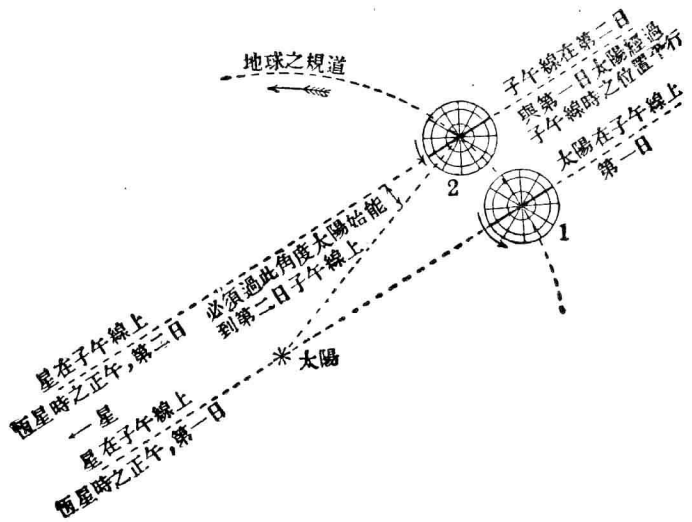 地球之規道
子午線在第二日
與第一日太陽經過
子午線時之位置平行
太陽在子午線上
第一日
2
1
必須過此角度太陽始能
到第二日子午線上
太陽
星在子午線上
恆星時之正午,第二日
←星
星在子午線上
恆星時之正午,第一日